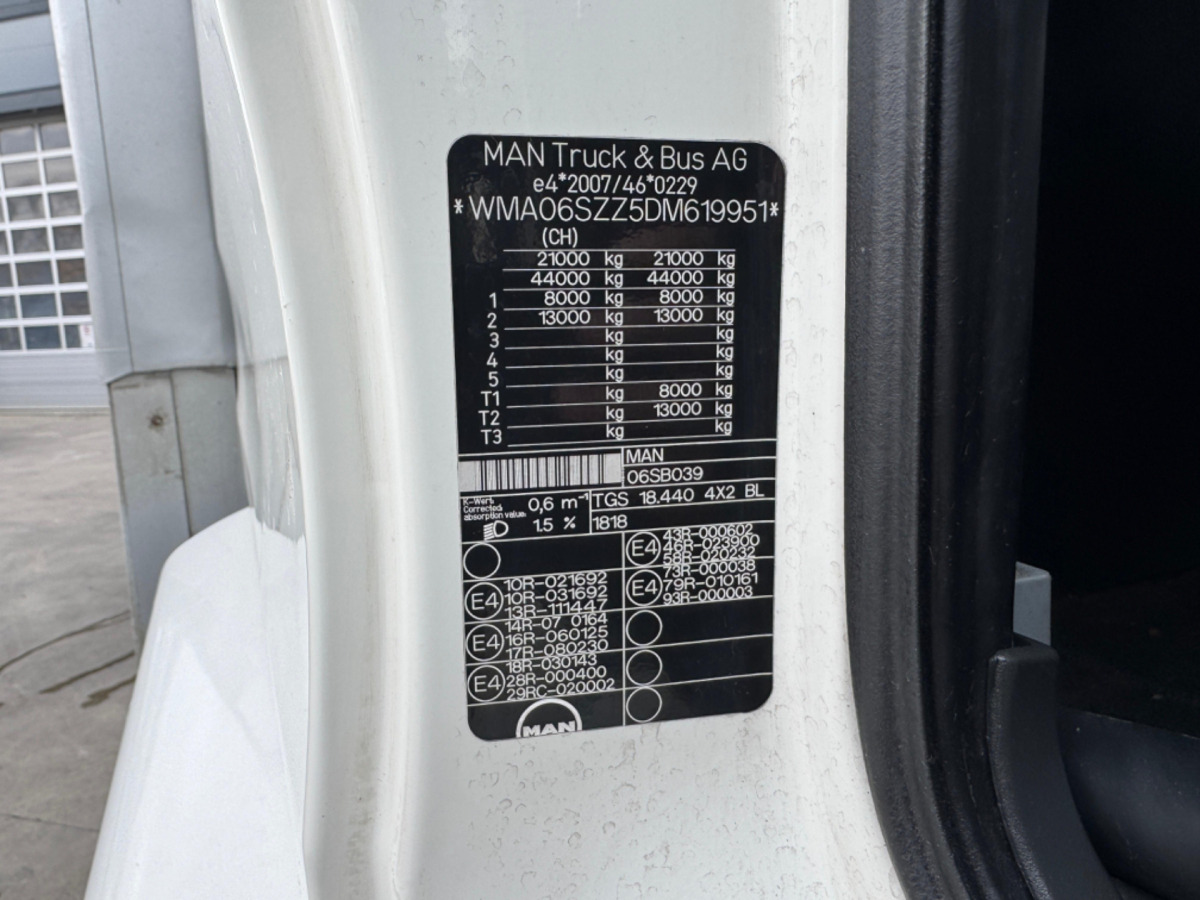 MAN Truck & Bus AG
e4*2007/46*0229
*WMA06SZZ5DM619951*
(CH)
21000 kg 21000 kg
44000 kg 44000 kg
1 8000 kg 8000 kg
2 13000 kg 13000 kg
3 kg kg
4 kg kg
5 kg kg
T1 kg 8000 kg
T2 kg 13000 kg
T3 kg kg
MAN
06SB039
K-Wert:
Corrected
absorption value:
0,6 m⁻¹
TGS 18.440 4X2 BL
1.5 %
1818
E4
10R-021692
10R-031692
13R-111447
E4
14R-07 0164
16R-060125
17R-080230
E4
18R-030143
28R-000400
29RC-020002
E4
43R-000602
46R-023900
58R-020232
E4
73R-000038
79R-010161
93R-000003
MAN